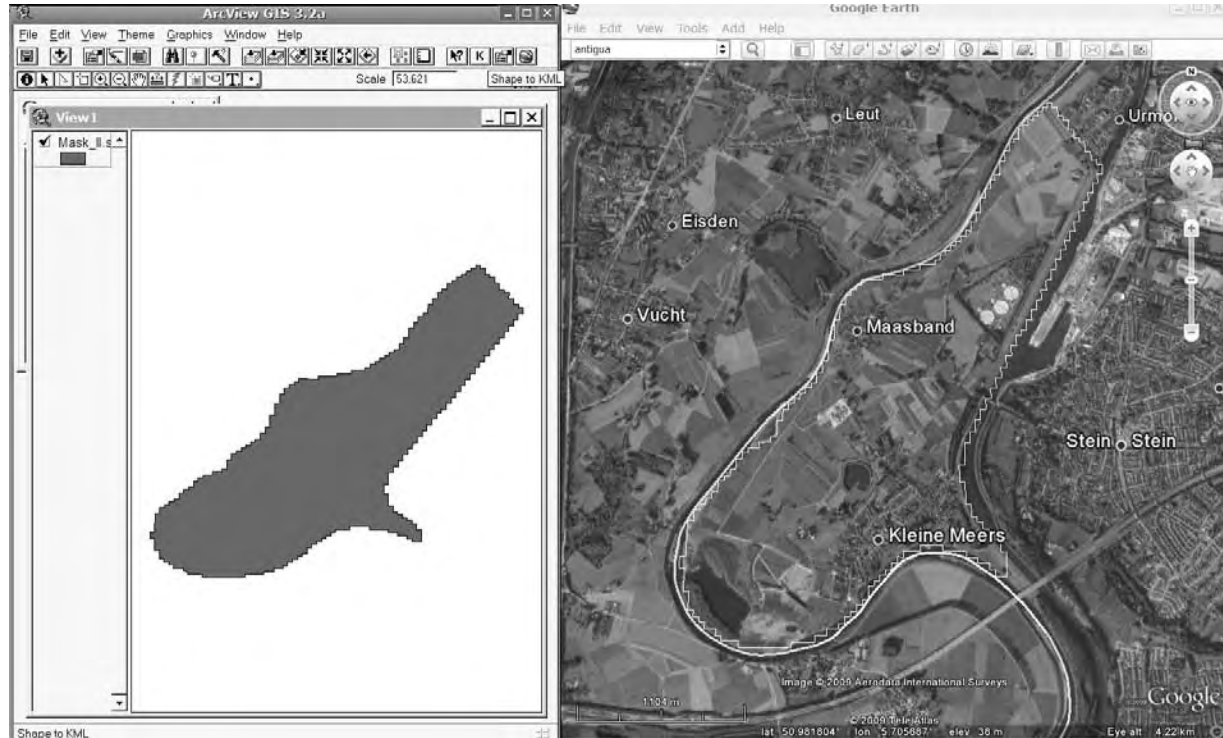 ArcView GIS 3.2a
File Edit View Theme Graphics Window Help
Scale 53.621
Shape to KML
View1
Mask_ll.s
Shape to KML
Google Earth
File Edit View Tools Add Help
antigua
N
Leut
Urmo
Eisden
Vucht
Maasband
Stein Stein
Kleine Meers
Image © 2009 Aerodata International Surveys
1104 m
Google
© 2009 Tele Atlas
lat 50.981804° lon 5.705687° elev 38 m Eye alt 4.22 km